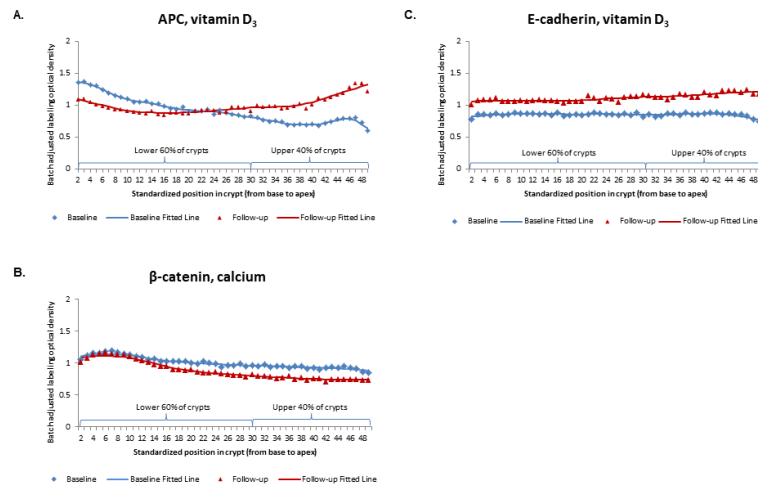 A.
APC, vitamin D3
Batch adjusted labeling optical density
2
1.5
1
0.5
0
Lower 60% of crypts
Upper 40% of crypts
2 4 6 8 10 12 14 16 18 20 22 24 26 28 30 32 34 36 38 40 42 44 46 48
Standardized position in crypt (from base to apex)
Baseline Baseline Fitted Line Follow-up Follow-up Fitted Line
C.
E-cadherin, vitamin D3
Batch adjusted labeling optical density
2
1.5
1
0.5
0
Lower 60% of crypts
Upper 40% of crypts
2 4 6 8 10 12 14 16 18 20 22 24 26 28 30 32 34 36 38 40 42 44 46 48
Standardized position in crypt (from base to apex)
Baseline Baseline Fitted Line Follow-up Follow-up Fitted Line
B.
β-catenin, calcium
Batch adjusted labeling optical density
2
1.5
1
0.5
0
Lower 60% of crypts
Upper 40% of crypts
2 4 6 8 10 12 14 16 18 20 22 24 26 28 30 32 34 36 38 40 42 44 46 48
Standardized position in crypt (from base to apex)
Baseline Baseline Fitted Line Follow-up Follow-up Fitted Line